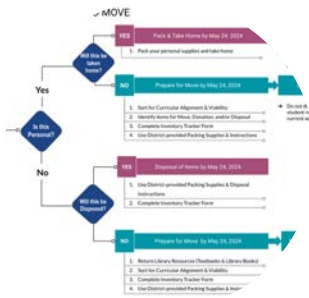 MOVE
YES
Pack & Take Home by May 24, 2024
1. Pack your personal supplies and take home
Will this be
taken
home?
NO
Prepare for Move by May 24, 2024
Yes
1. Sort for Curricular Alignment & Viability
2. Identify Items for Move, Donation, and/or Disposal
3. Complete Inventory Tracker Form
4. Use District-provided Packing Supplies & Instructions
Is this
Personal?
YES
Disposal of Items by May 24, 2024
No
1. Use District-provided Packing Supplies & Disposal
Instructions
2. Complete Inventory Tracker Form
Will this be
Disposed?
NO
Prepare for Move by May 24, 2024
1. Return Library Resources (Textbooks & Library Books)
2. Sort for Curricular Alignment & Viability
3. Complete Inventory Tracker Form
4. Use District-provided Packing Supplies & Inst